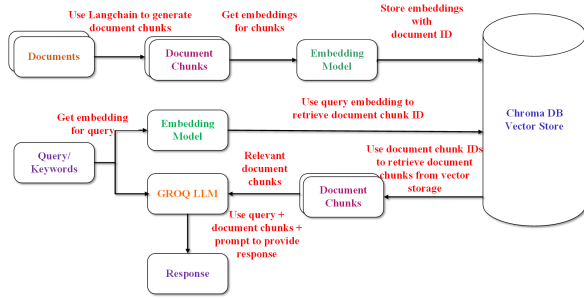 Use Langchain to generate
document chunks
Get embeddings
for chunks
Store embeddings
with
document ID
Documents
Document
Chunks
Embedding
Model
Chroma DB
Vector Store
Get embedding
for query
Embedding
Model
Use query embedding to
retrieve document chunk ID
Query/
Keywords
Relevant
document
chunks
Use document chunk IDs
to retrieve document
chunks from vector
storage
GROQ LLM
Document
Chunks
Use query +
document chunks +
prompt to provide
response
Response